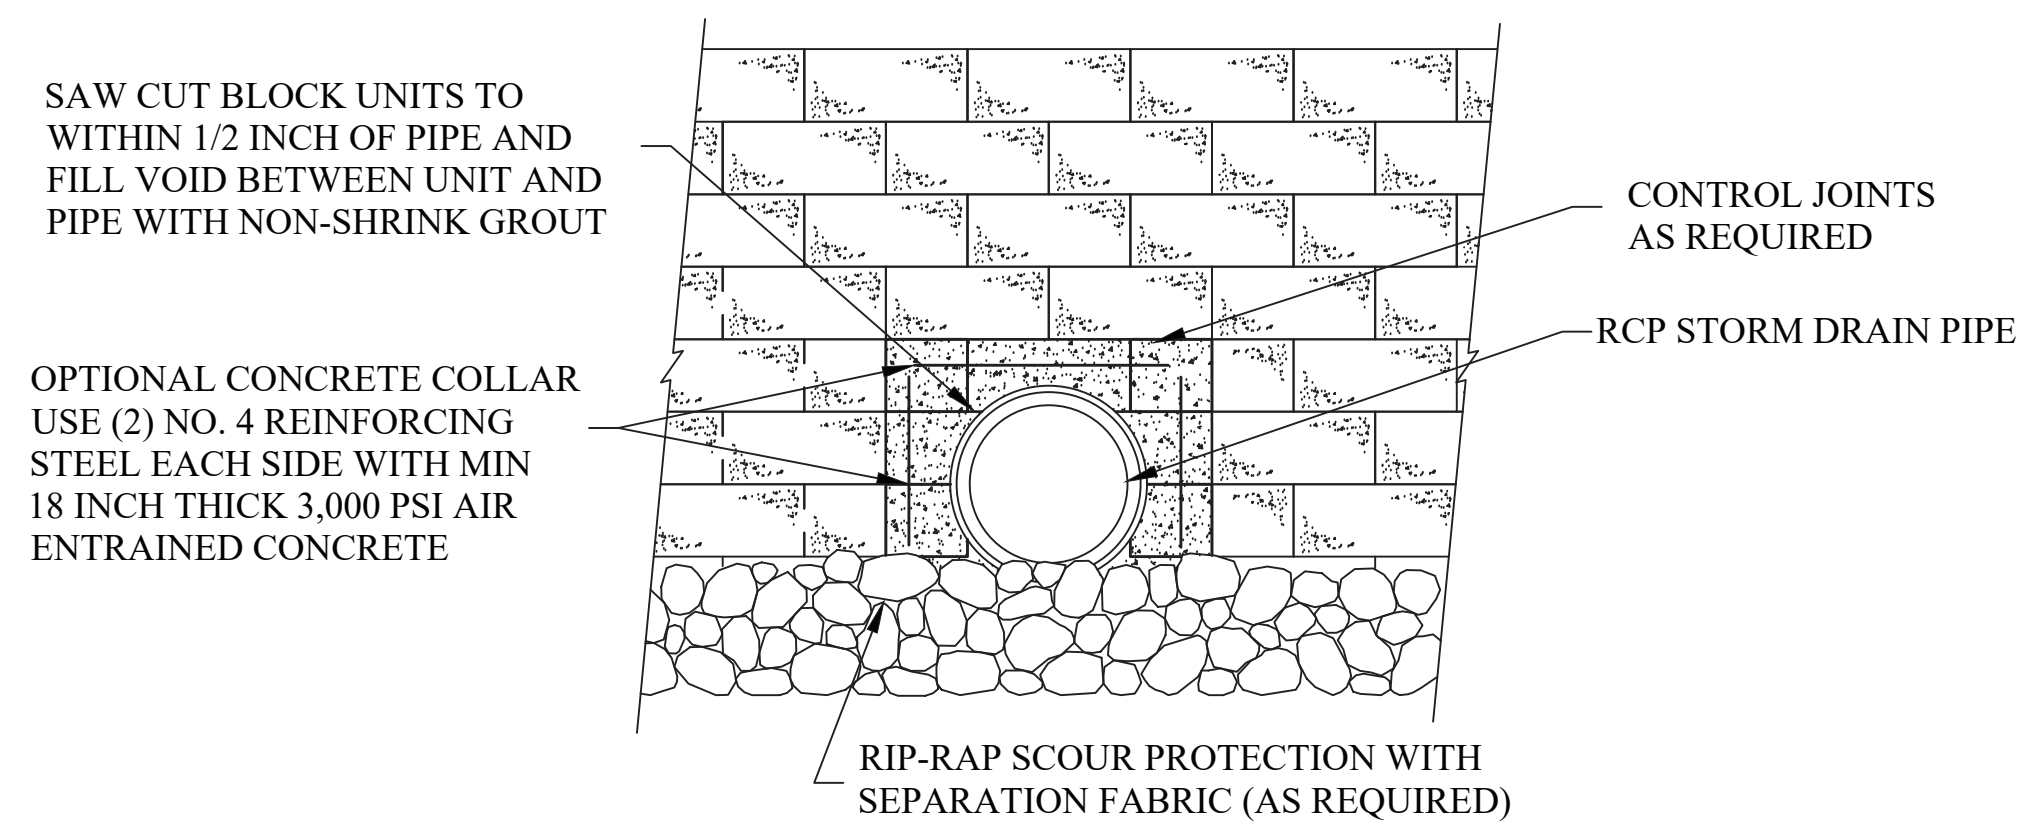 SAW CUT BLOCK UNITS TO
WITHIN 1/2 INCH OF PIPE AND
FILL VOID BETWEEN UNIT AND
PIPE WITH NON-SHRINK GROUT
CONTROL JOINTS
AS REQUIRED
RCP STORM DRAIN PIPE
OPTIONAL CONCRETE COLLAR
USE (2) NO. 4 REINFORCING
STEEL EACH SIDE WITH MIN
18 INCH THICK 3,000 PSI AIR
ENTRAINED CONCRETE
RIP-RAP SCOUR PROTECTION WITH
SEPARATION FABRIC (AS REQUIRED)